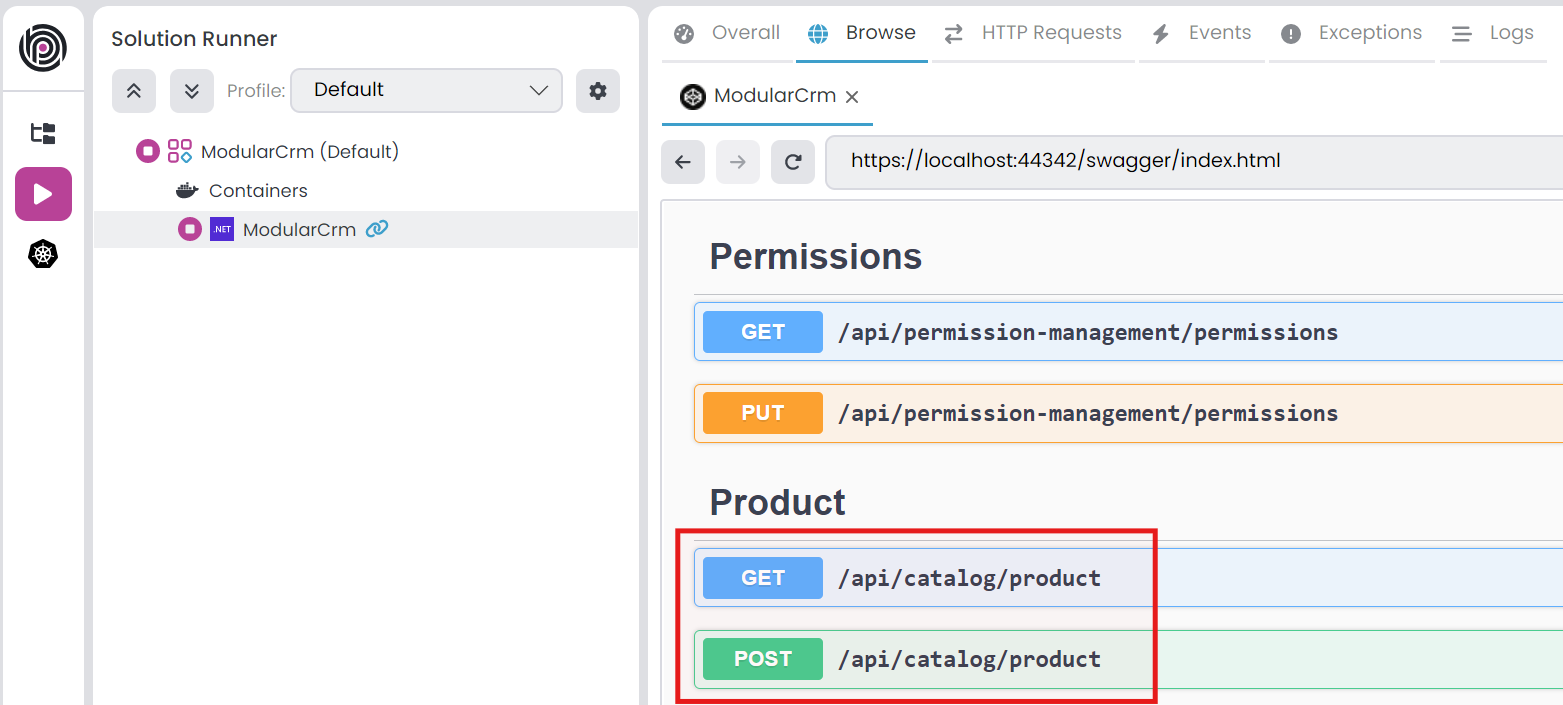 Solution Runner
Profile: Default
ModularCrm (Default)
Containers
.NET ModularCrm
Overall Browse HTTP Requests Events Exceptions Logs
ModularCrm
https://localhost:44342/swagger/index.html
Permissions
GET /api/permission-management/permissions
PUT /api/permission-management/permissions
Product
GET /api/catalog/product
POST /api/catalog/product